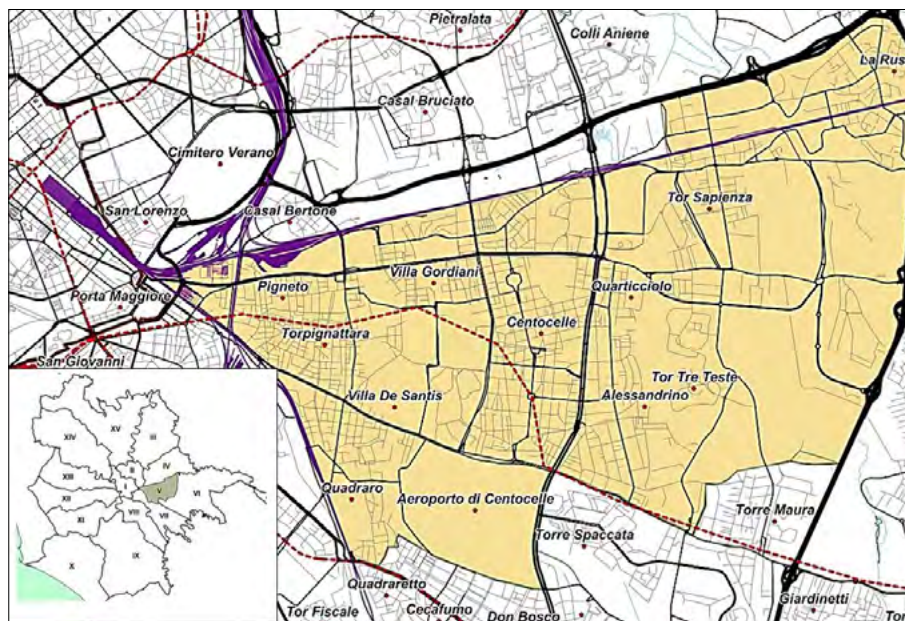 Pietralata
Colli Aniene
La Rus
Casal Bruciato
Cimitero Verano
Tor Sapienza
San Lorenzo
Casal Bertone
Villa Gordiani
Pigneto
Quarticciolo
Porta Maggiore
Centocelle
Torpignattara
San Giovanni
Tor Tre Teste
Villa De Santis
Alessandrino
XV
III
XIV
II
IV
XIII
I
V
VI
XII
VIII
VII
XI
IX
X
Quadraro
Aeroporto di Centocelle
Torre Maura
Torre Spaccata
Quadraretto
Giardinetti
Tor Fiscale
Cecafumo
Don Bosco
Tor